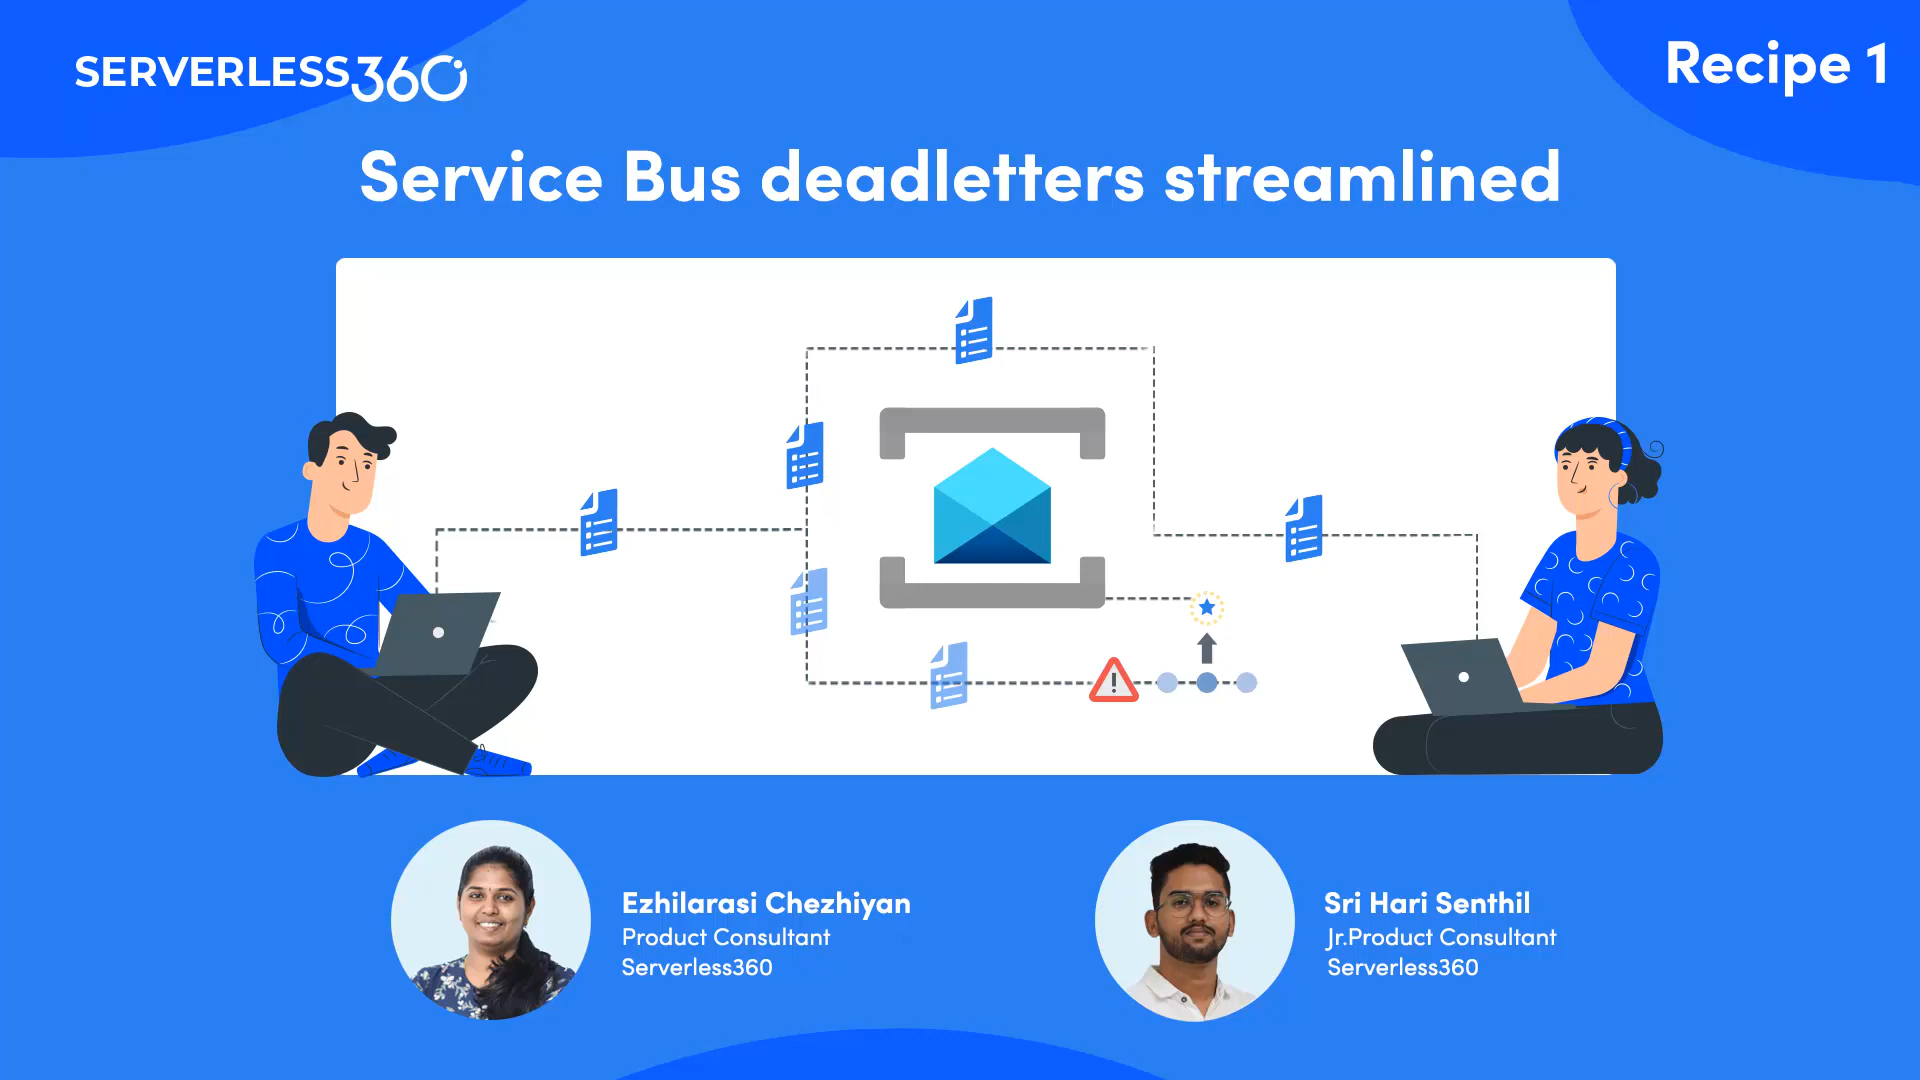 SERVERLESS360
Recipe 1
Service Bus deadletters streamlined
Ezhilarasi Chezhiyan
Product Consultant
Serverless360
Sri Hari Senthil
Jr.Product Consultant
Serverless360